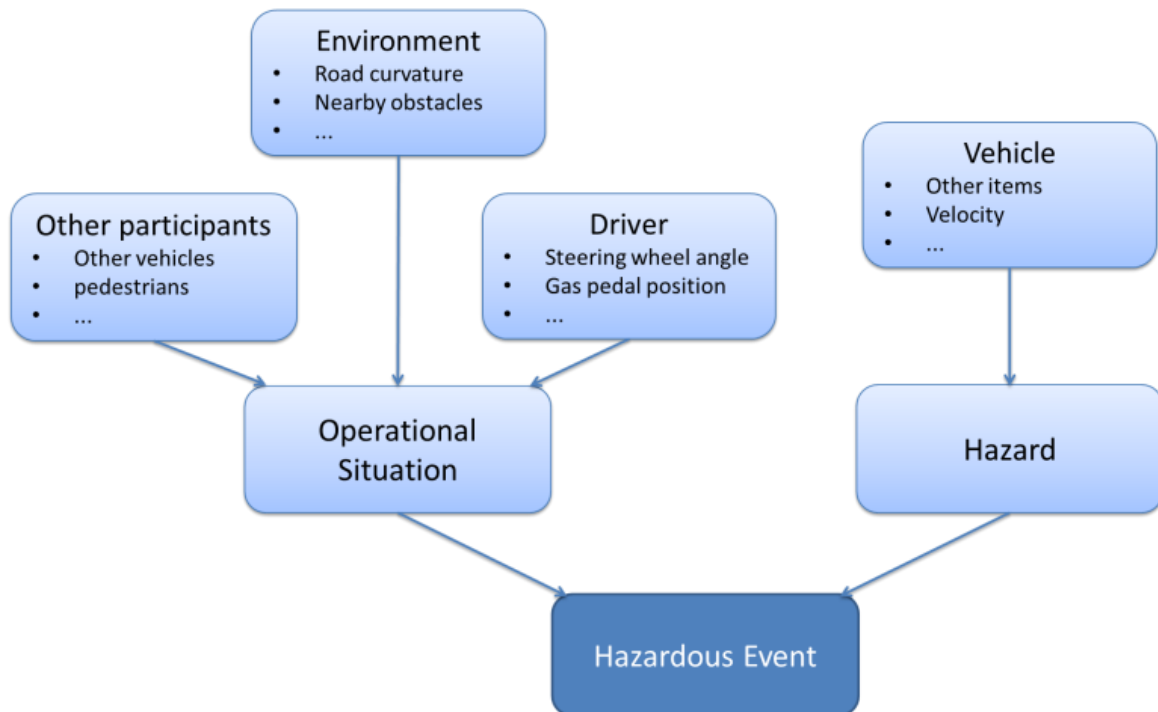 Environment
• Road curvature
• Nearby obstacles
• ...
Vehicle
• Other items
• Velocity
• ...
Other participants
• Other vehicles
• pedestrians
• ...
Driver
• Steering wheel angle
• Gas pedal position
• ...
Operational
Situation
Hazard
Hazardous Event